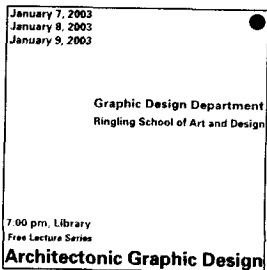 January 7, 2003
January 8, 2003
January 9, 2003
Graphic Design Department
Ringling School of Art and Design
7:00 pm, Library
Free Lecture Series
Architectonic Graphic Design